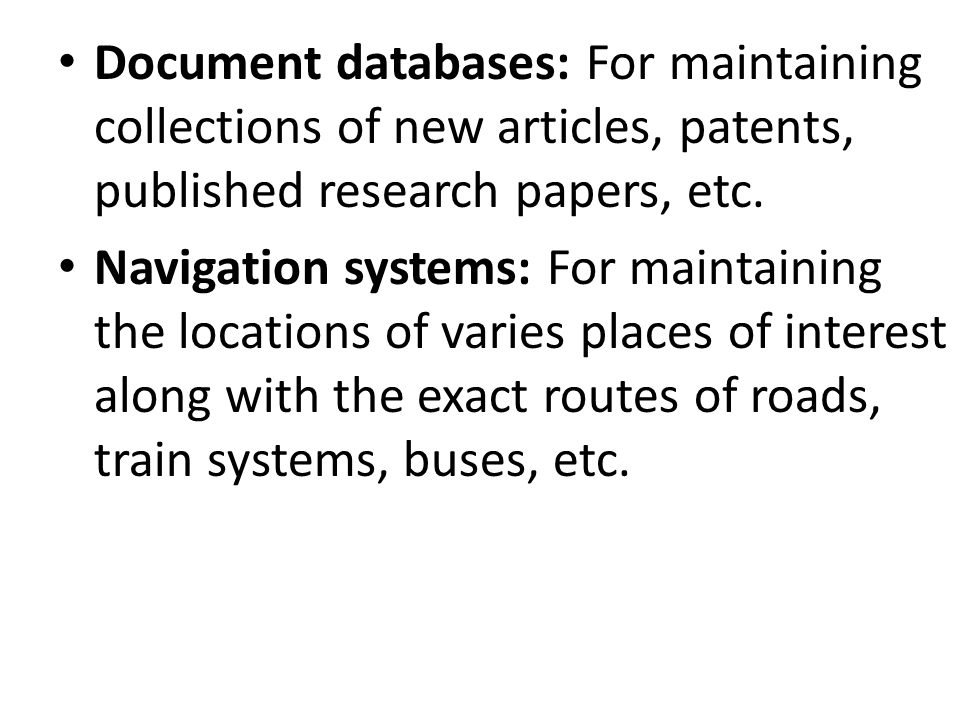 • Document databases: For maintaining
collections of new articles, patents,
published research papers, etc.
• Navigation systems: For maintaining
the locations of varies places of interest
along with the exact routes of roads,
train systems, buses, etc.